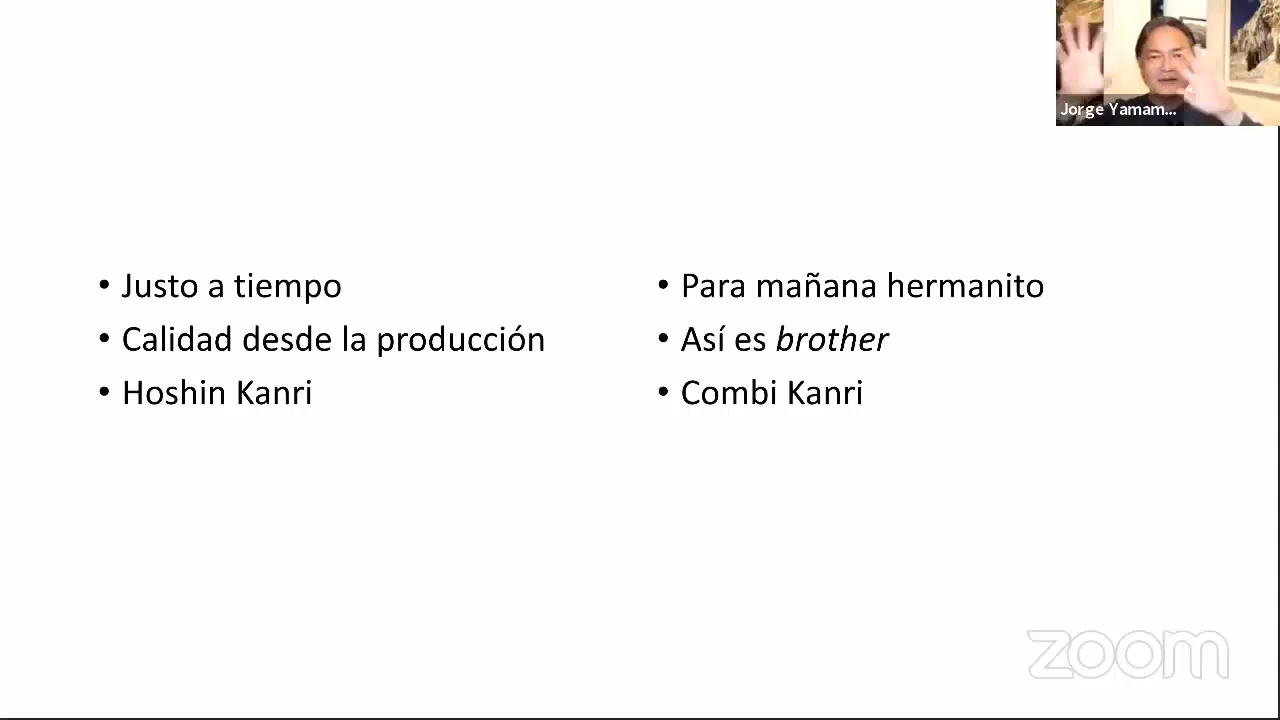 Jorge Yamam...
• Justo a tiempo
• Calidad desde la producción
• Hoshin Kanri
• Para mañana hermanito
• Así es brother
• Combi Kanri
zoom